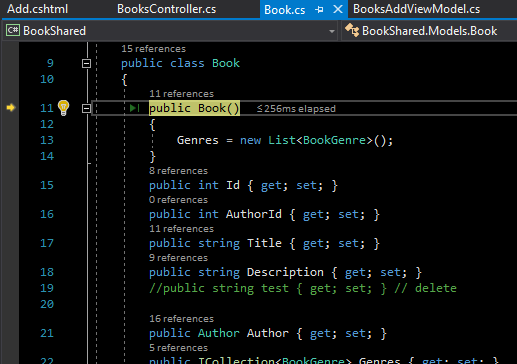 Add.cshtml BooksController.cs Book.cs BooksAddViewModel.cs
C# BookShared BookShared.Models.Book
15 references
9 public class Book
10 {
11 references
11 public Book() ≤256ms elapsed
12 {
13 Genres = new List<BookGenre>();
14 }
8 references
15 public int Id { get; set; }
0 references
16 public int AuthorId { get; set; }
11 references
17 public string Title { get; set; }
9 references
18 public string Description { get; set; }
19 //public string test { get; set; } // delete
20
16 references
21 public Author Author { get; set; }
5 references
22 public ICollection<BookGenre> Genres { get; set; }